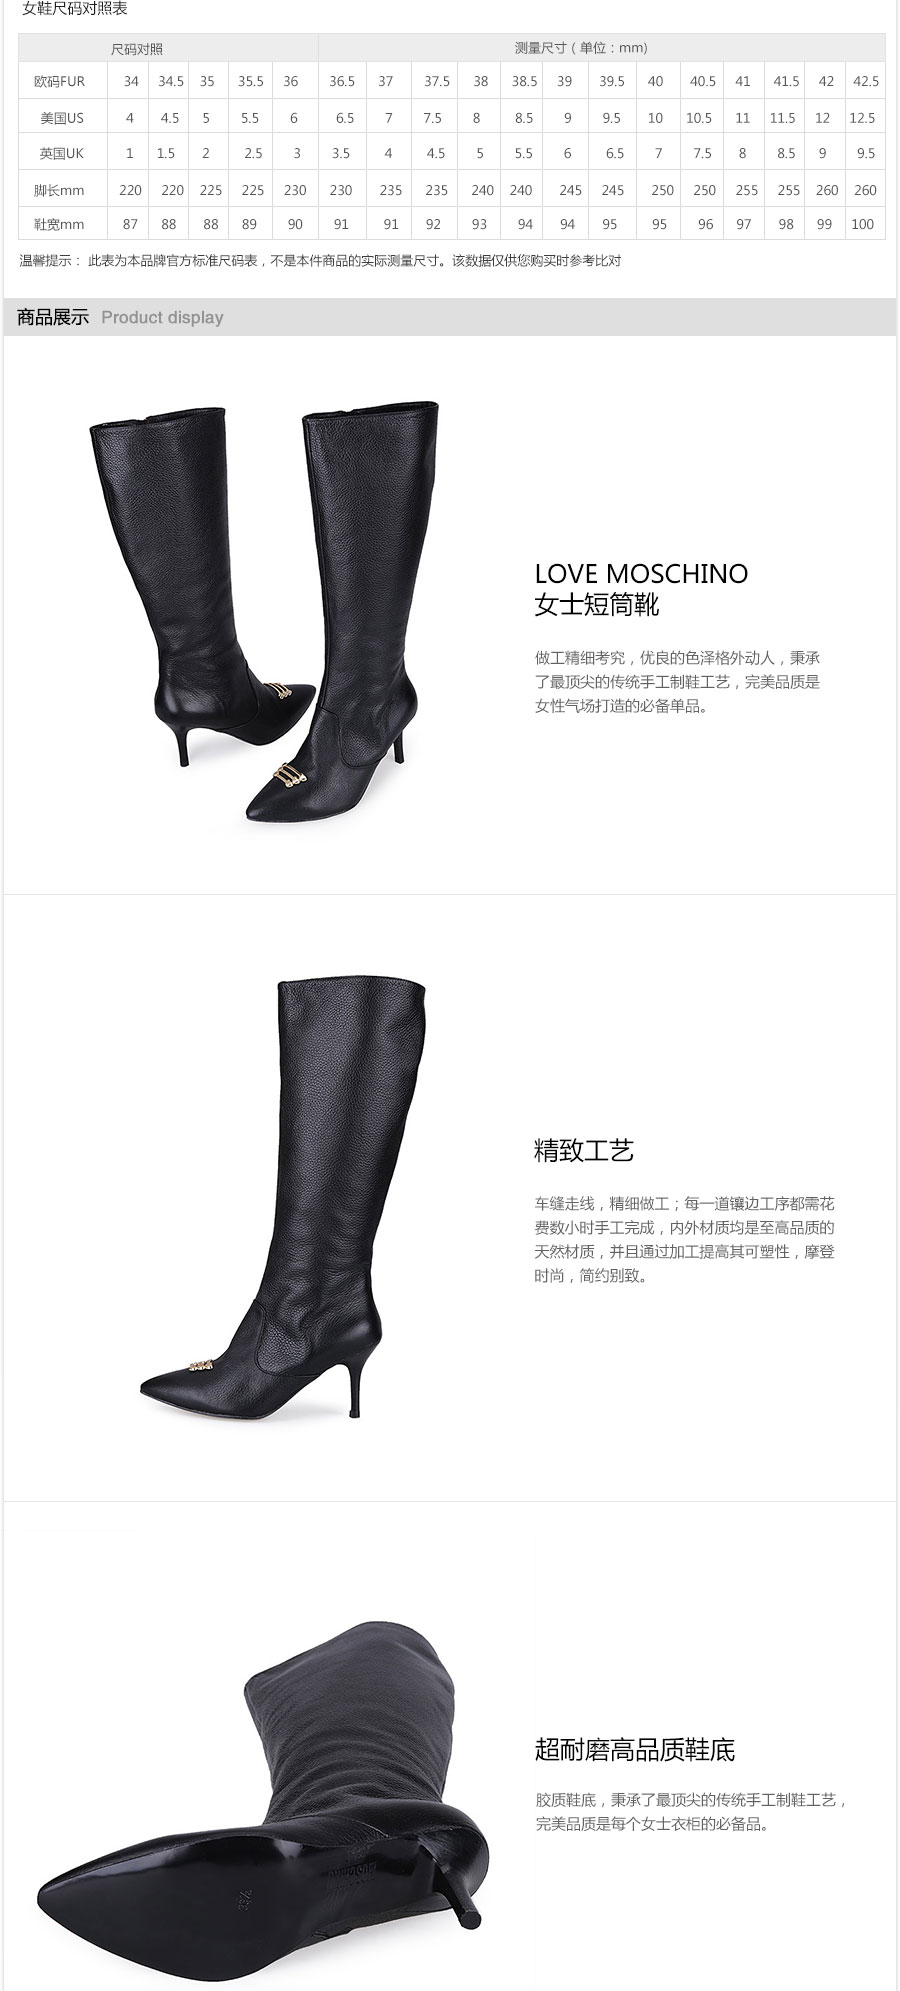 女鞋尺码对照表
尺码对照 测量尺寸（单位：mm)
欧码FUR 34 34.5 35 35.5 36 36.5 37 37.5 38 38.5 39 39.5 40 40.5 41 41.5 42 42.5
美国US 4 4.5 5 5.5 6 6.5 7 7.5 8 8.5 9 9.5 10 10.5 11 11.5 12 12.5
英国UK 1 1.5 2 2.5 3 3.5 4 4.5 5 5.5 6 6.5 7 7.5 8 8.5 9 9.5
脚长mm 220 220 225 225 230 230 235 235 240 240 245 245 250 250 255 255 260 260
鞋宽mm 87 88 88 89 90 91 91 92 93 94 94 95 95 96 97 98 99 100
温馨提示： 此表为本品牌官方标准尺码表，不是本件商品的实际测量尺寸。该数据仅供您购买时参考比对
商品展示 Product display
LOVE MOSCHINO
女士短筒靴
做工精细考究，优良的色泽格外动人，秉承
了最顶尖的传统手工制鞋工艺，完美品质是
女性气场打造的必备单品。
精致工艺
车缝走线，精细做工；每一道镶边工序都需花
费数小时手工完成，内外材质均是至高品质的
天然材质，并且通过加工提高其可塑性，摩登
时尚，简约别致。
超耐磨高品质鞋底
胶质鞋底，秉承了最顶尖的传统手工制鞋工艺，
完美品质是每个女士衣柜的必备品。